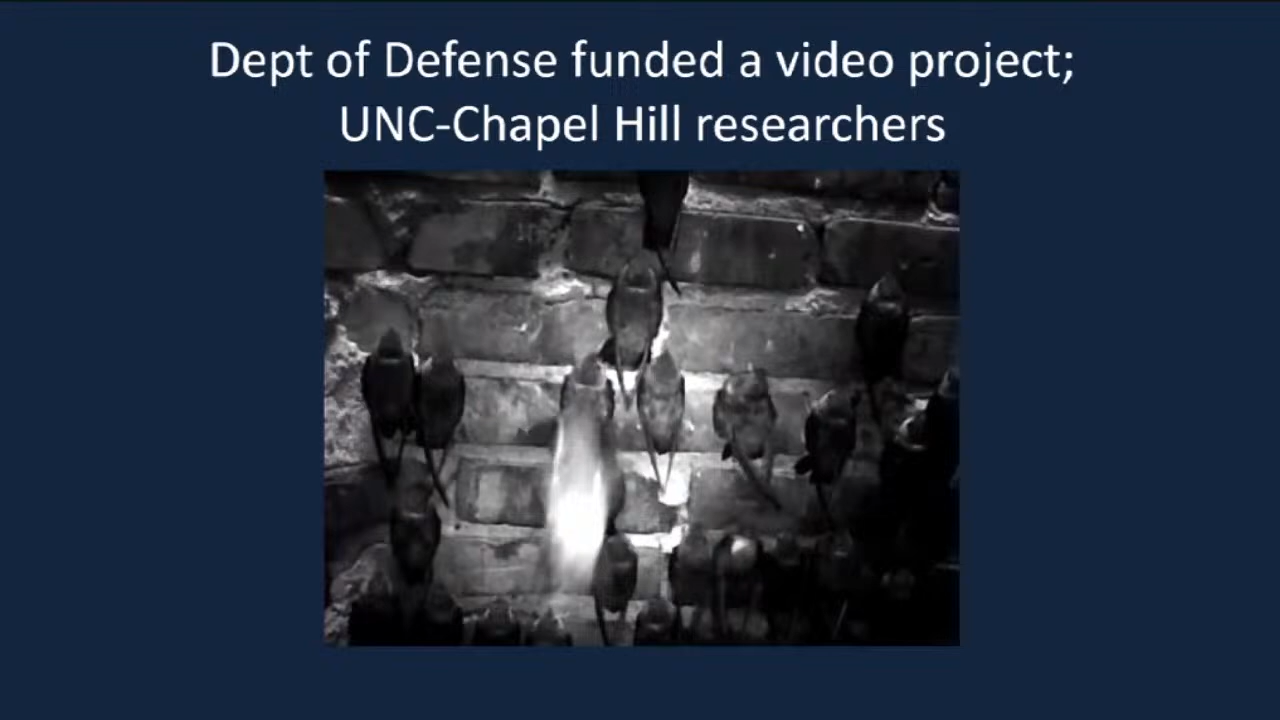 Dept of Defense funded a video project;
UNC-Chapel Hill researchers